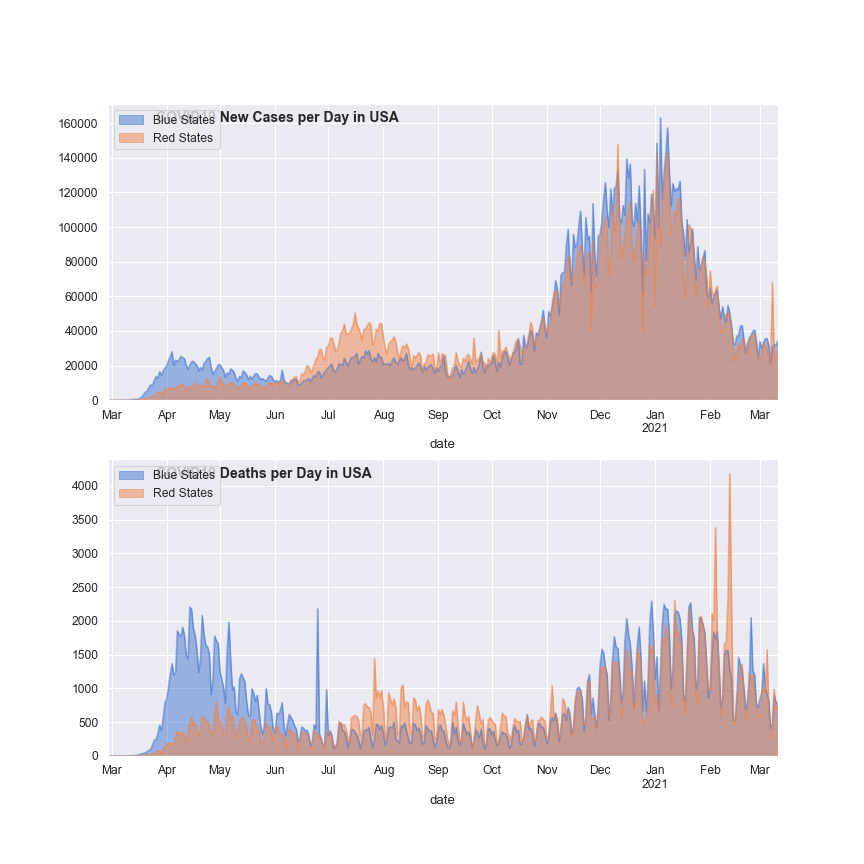 COVID19 New Cases per Day in USA
Blue States
Red States
160000
140000
120000
100000
80000
60000
40000
20000
0
Mar Apr May Jun Jul Aug Sep Oct Nov Dec Jan Feb Mar
2021
date
COVID19 Deaths per Day in USA
Blue States
Red States
4000
3500
3000
2500
2000
1500
1000
500
0
Mar Apr May Jun Jul Aug Sep Oct Nov Dec Jan Feb Mar
2021
date